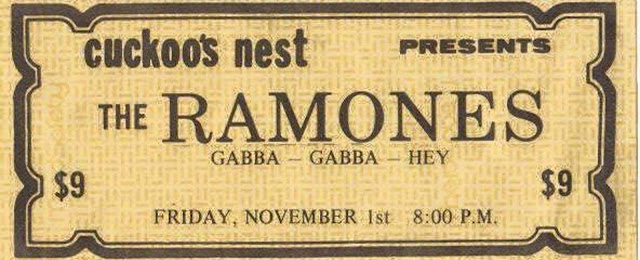 cuckoo's nest PRESENTS
THE RAMONES
GABBA – GABBA – HEY
$9 $9
FRIDAY, NOVEMBER 1st 8:00 P.M.